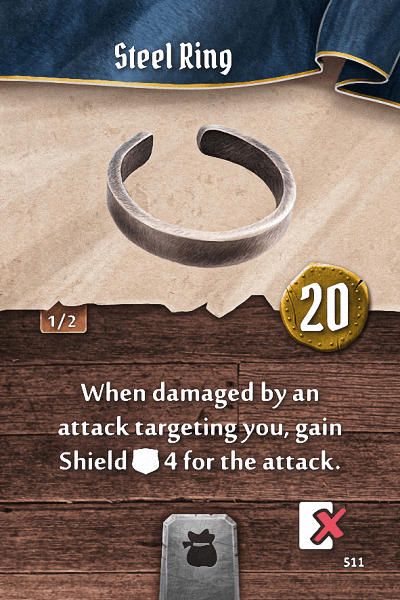 Steel Ring
1/2
20
When damaged by an
attack targeting you, gain
Shield 4 for the attack.
511